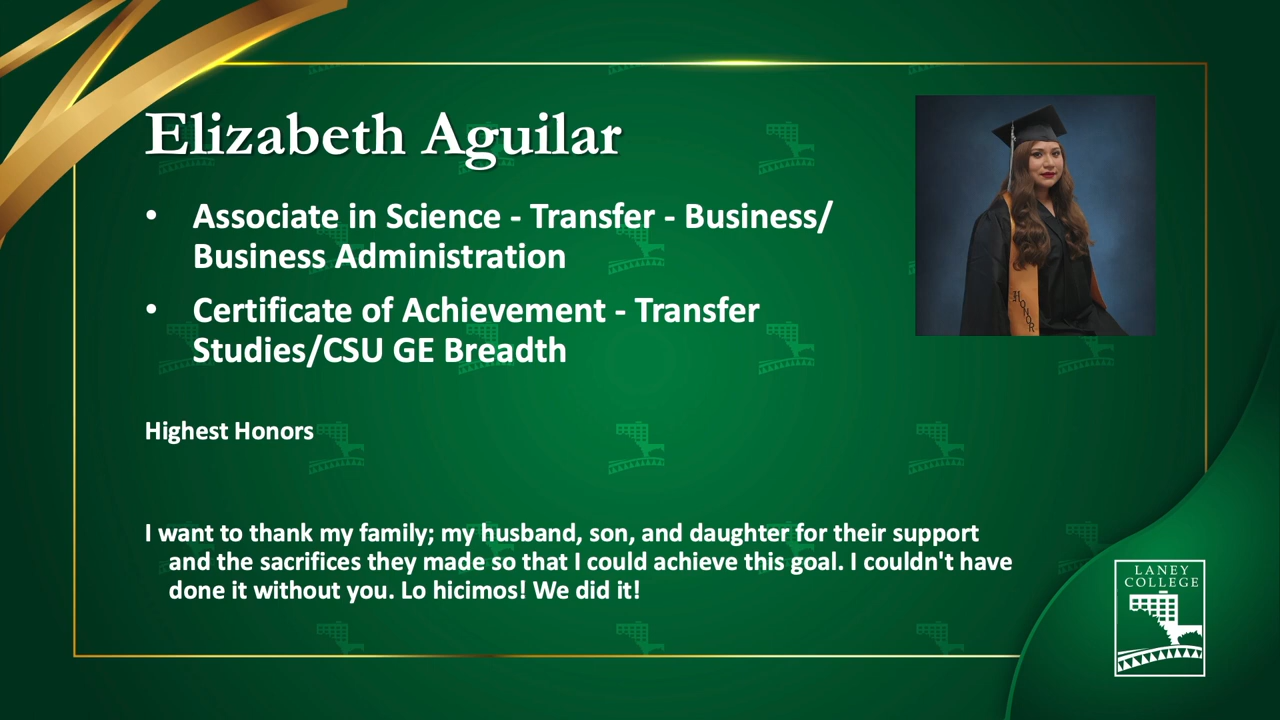 Elizabeth Aguilar
• Associate in Science - Transfer - Business/
Business Administration
• Certificate of Achievement - Transfer
Studies/CSU GE Breadth
Highest Honors
I want to thank my family; my husband, son, and daughter for their support
and the sacrifices they made so that I could achieve this goal. I couldn't have
done it without you. Lo hicimos! We did it!
HONOR
LANEY
COLLEGE